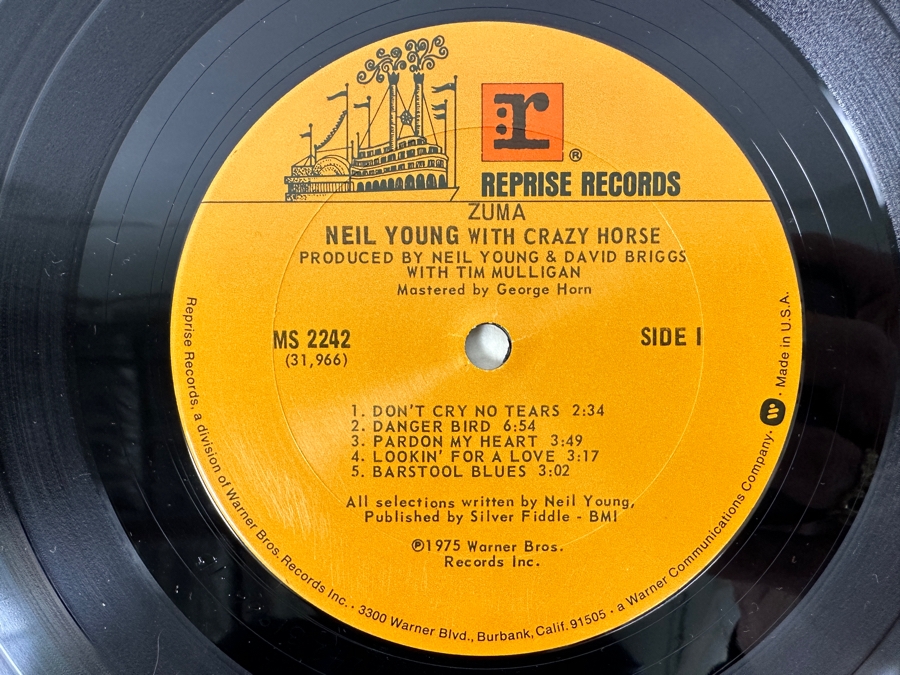 r
®
REPRISE RECORDS
ZUMA
NEIL YOUNG WITH CRAZY HORSE
PRODUCED BY NEIL YOUNG & DAVID BRIGGS
WITH TIM MULLIGAN
Mastered by George Horn
MS 2242
(31,966)
SIDE 1
1. DON'T CRY NO TEARS 2:34
2. DANGER BIRD 6:54
3. PARDON MY HEART 3:49
4. LOOKIN' FOR A LOVE 3:17
5. BARSTOOL BLUES 3:02
All selections written by Neil Young,
Published by Silver Fiddle - BMI
℗1975 Warner Bros.
Records Inc.
Reprise Records, a division of Warner Bros. Records Inc. · 3300 Warner Blvd., Burbank, Calif. 91505 · a Warner Communications Company · Made in U.S.A.